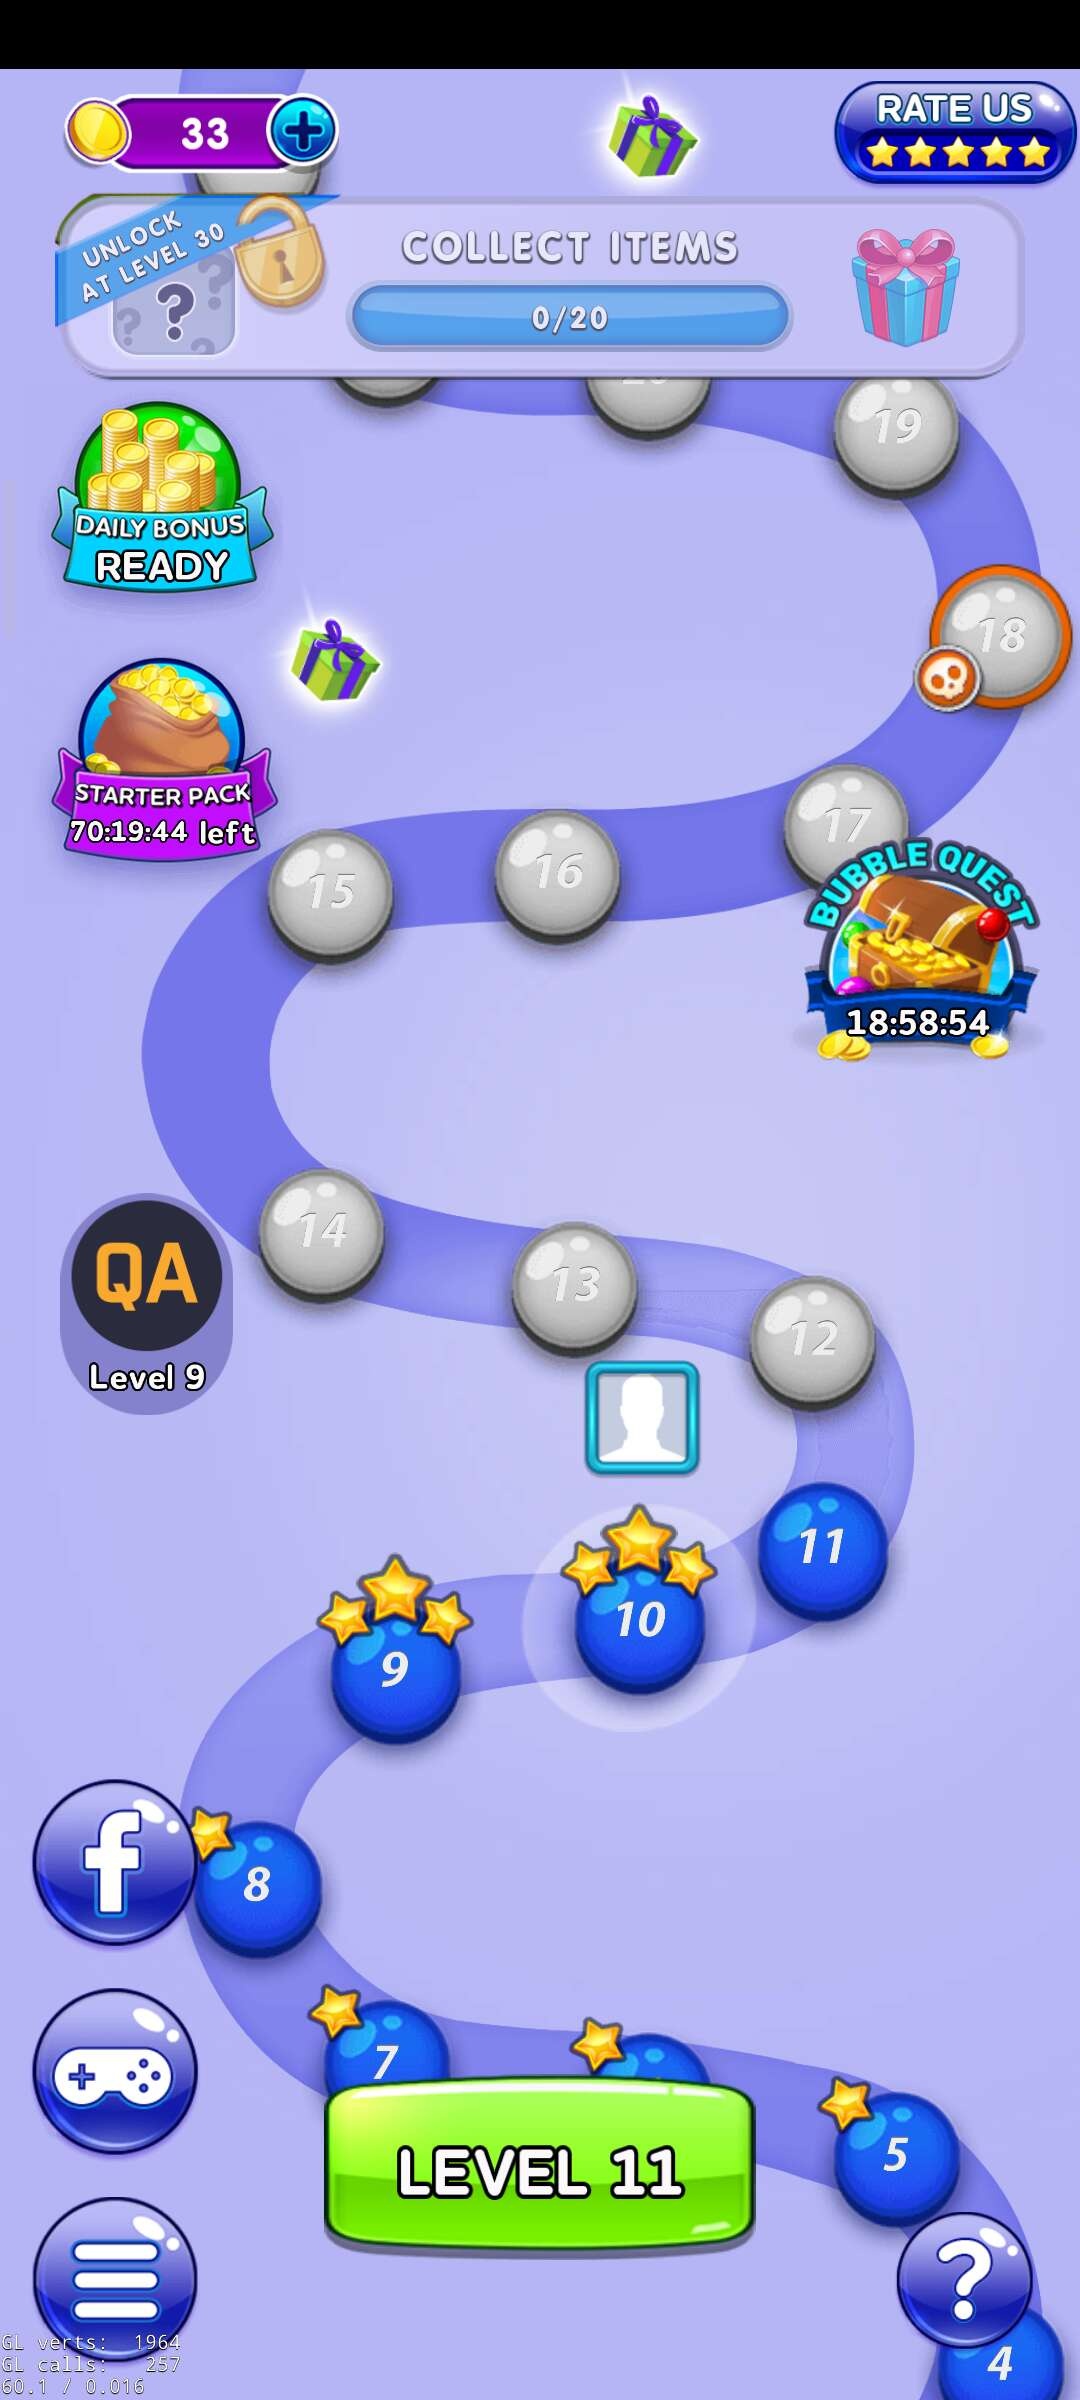 33
RATE US
UNLOCK
AT LEVEL 30
?
COLLECT ITEMS
0/20
19
DAILY BONUS
READY
18
STARTER PACK
70:19:44 left
17
16
15
BUBBLE QUEST
18:58:54
14
13
12
QA
Level 9
11
10
9
f
8
7
5
LEVEL 11
?
4
GL verts: 1964
GL calls: 257
60.1 / 0.016